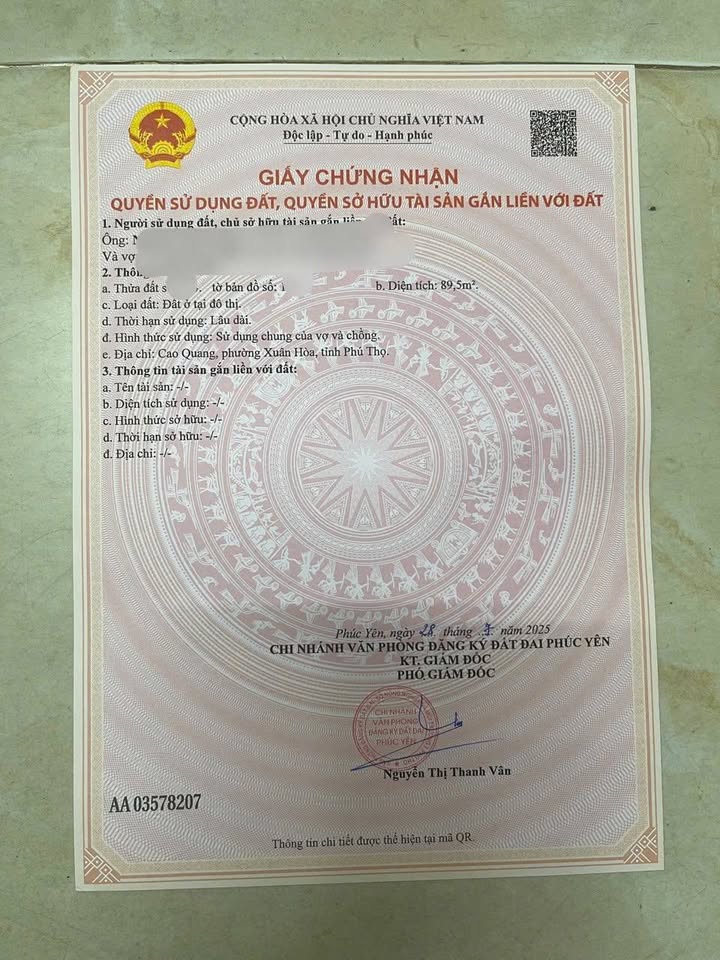 CỘNG HÒA XÃ HỘI CHỦ NGHĨA VIỆT NAM
Độc lập - Tự do - Hạnh phúc
GIẤY CHỨNG NHẬN
QUYỀN SỬ DỤNG ĐẤT, QUYỀN SỞ HỮU TÀI SẢN GẮN LIỀN VỚI ĐẤT
1. Người sử dụng đất, chủ sở hữu tài sản gắn liền đất:
Ông:
Và vợ
2.
a. Thửa đất tờ bản đồ số: b. Diện tích: 89,5m².
c. Loại đất: Đất ở tại đô thị.
d. Thời hạn sử dụng: Lâu dài.
đ. Hình thức sử dụng: Sử dụng chung của vợ và chồng.
e. Địa chỉ: Cao Quang, phường Xuân Hòa, tỉnh Phú Thọ.
3. Thông tin tài sản gắn liền với đất:
a. Tên tài sản: -/-
b. Diện tích sử dụng: -/-
c. Hình thức sở hữu: -/-
d. Thời hạn sở hữu: -/-
đ. Địa chỉ: -/-
Phúc Yên, ngày 28 tháng năm 2025
CHI NHÁNH VĂN PHÒNG ĐĂNG KÝ ĐẤT ĐAI PHÚC YÊN
KT. GIÁM ĐỐC
PHÓ GIÁM ĐỐC
CHI NHÁNH
VĂN PHÒNG
ĐĂNG KÝ ĐẤT ĐAI
PHÚC YÊN
Nguyễn Thị Thanh Vân
AA 03578207
Thông tin chi tiết được thể hiện tại mã QR.